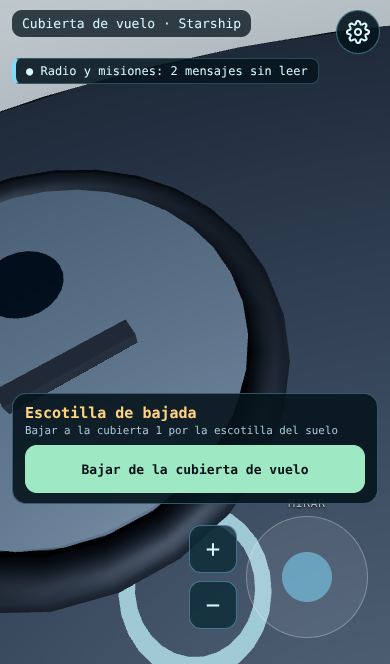 Cubierta de vuelo · Starship
● Radio y misiones: 2 mensajes sin leer
Escotilla de bajada
Bajar a la cubierta 1 por la escotilla del suelo
Bajar de la cubierta de vuelo
MIRAR
+
−